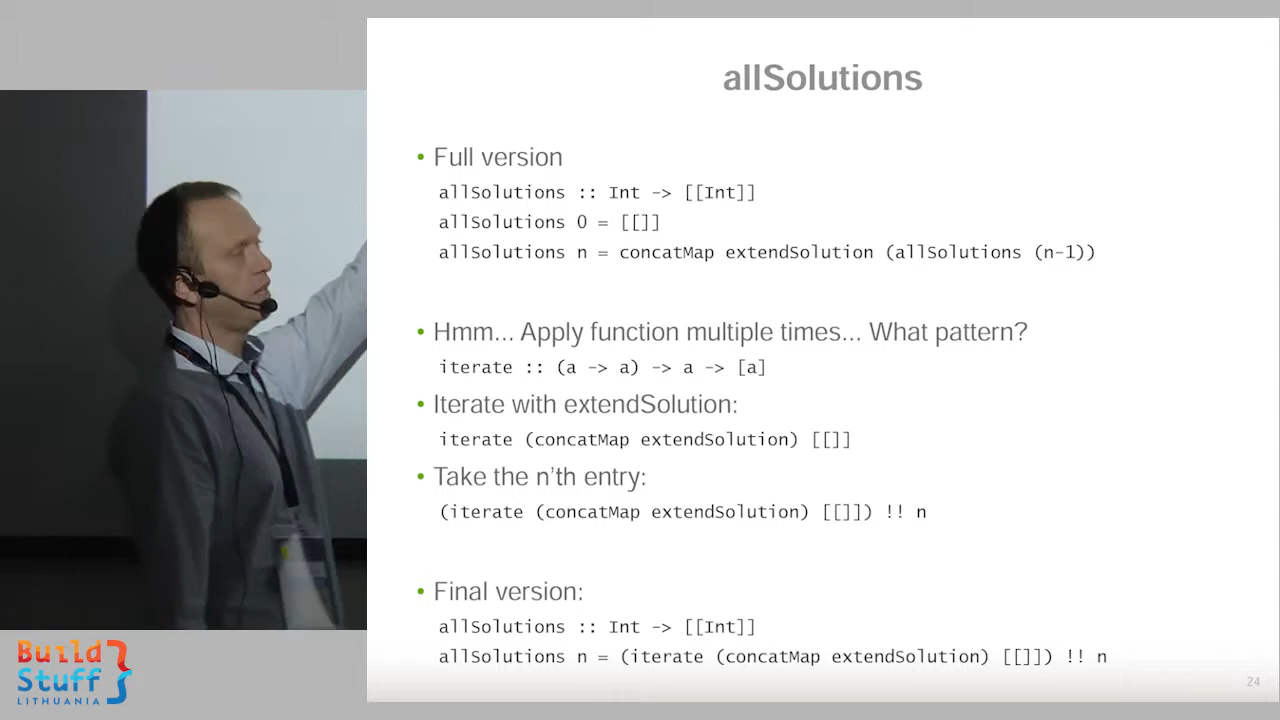 allSolutions
• Full version
allSolutions :: Int -> [[Int]]
allSolutions 0 = [[]]
allSolutions n = concatMap extendSolution (allSolutions (n-1))
• Hmm... Apply function multiple times... What pattern?
iterate :: (a -> a) -> a -> [a]
• Iterate with extendSolution:
iterate (concatMap extendSolution) [[]]
• Take the n'th entry:
(iterate (concatMap extendSolution) [[]]) !! n
• Final version:
allSolutions :: Int -> [[Int]]
allSolutions n = (iterate (concatMap extendSolution) [[]]) !! n
24
Build
Stuff
LITHUANIA